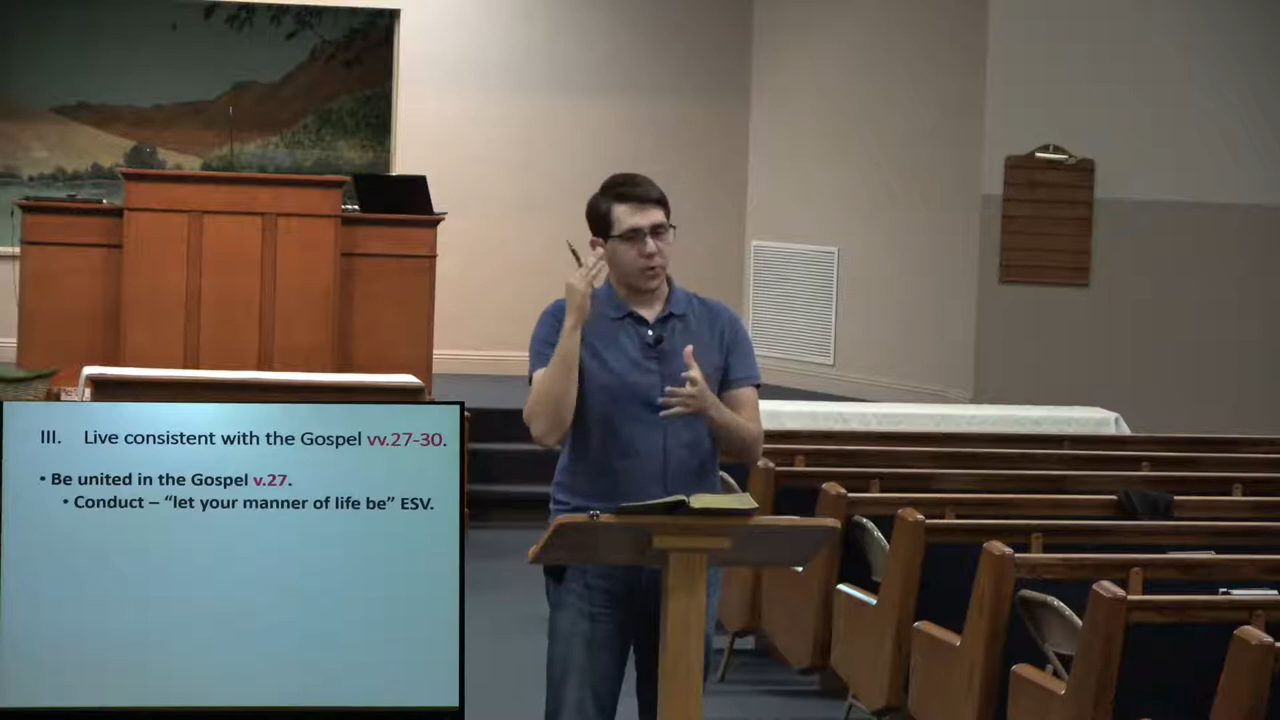 III. Live consistent with the Gospel vv.27-30.
• Be united in the Gospel v.27.
• Conduct – “let your manner of life be” ESV.